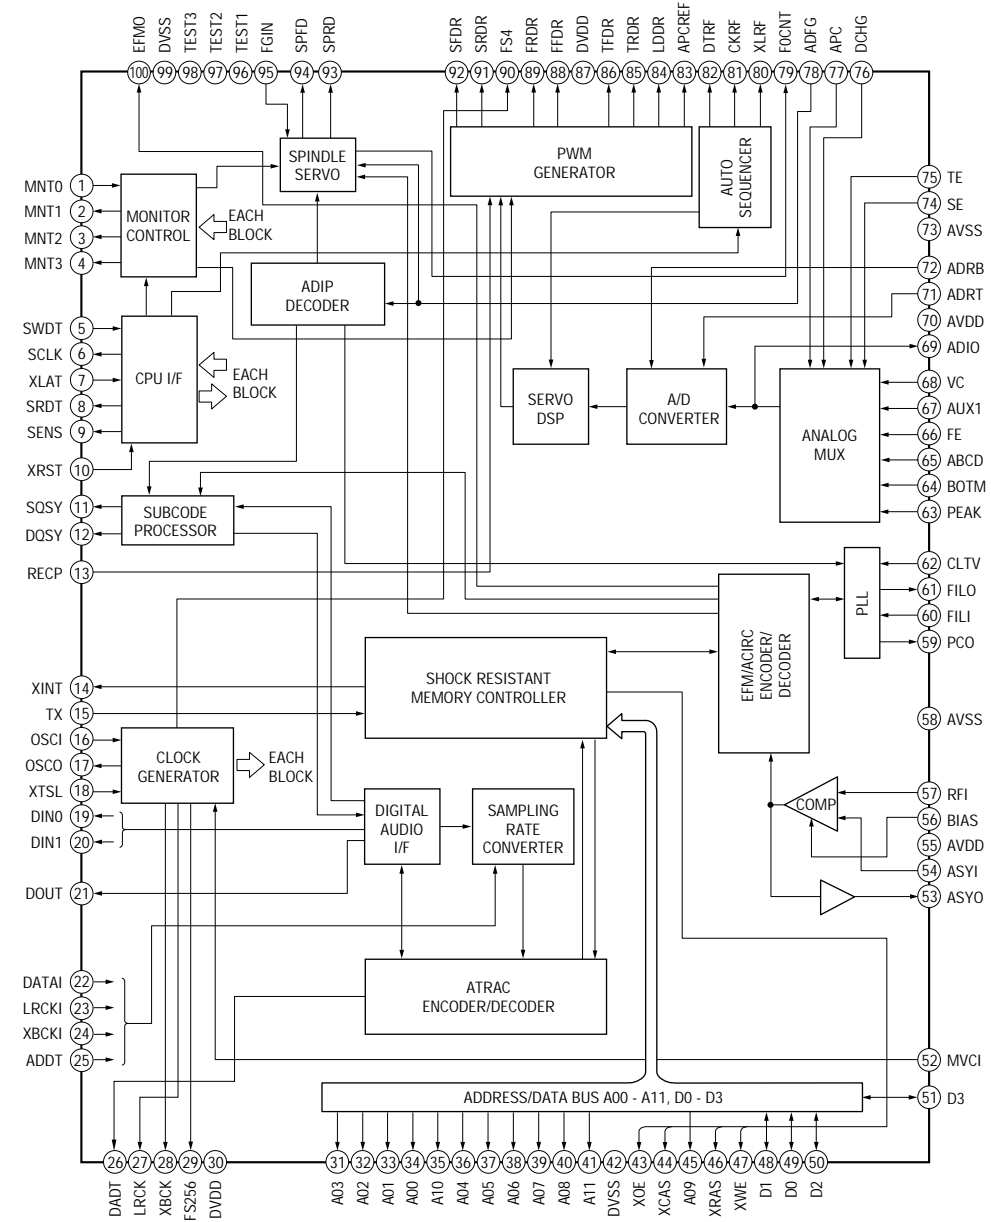 EFMO
DVSS
TEST3
TEST2
TEST1
FGIN
SPFD
SPRD
SFDR
SRDR
FS4
FRDR
FFDR
DVDD
TFDR
TRDR
LDDR
APCREF
DTRF
CKRF
XLRF
F0CNT
ADFG
APC
DCHG
100
99
98
97
96
95
94
93
92
91
90
89
88
87
86
85
84
83
82
81
80
79
78
77
76
SPINDLE
SERVO
PWM
GENERATOR
AUTO
SEQUENCER
MNT0 1
MNT1 2
MNT2 3
MNT3 4
MONITOR
CONTROL
EACH
BLOCK
ADIP
DECODER
75 TE
74 SE
73 AVSS
72 ADRB
71 ADRT
70 AVDD
69 ADIO
SWDT 5
SCLK 6
XLAT 7
SRDT 8
SENS 9
XRST 10
CPU I/F
EACH
BLOCK
SERVO
DSP
A/D
CONVERTER
ANALOG
MUX
68 VC
67 AUX1
66 FE
65 ABCD
64 BOTM
63 PEAK
SQSY 11
DQSY 12
RECP 13
SUBCODE
PROCESSOR
62 CLTV
61 FILO
60 FILI
59 PCO
PLL
EFM/ACIRC
ENCODER/
DECODER
SHOCK RESISTANT
MEMORY CONTROLLER
XINT 14
TX 15
OSCI 16
OSCO 17
XTSL 18
DIN0 19
DIN1 20
DOUT 21
CLOCK
GENERATOR
EACH
BLOCK
DIGITAL
AUDIO
I/F
SAMPLING
RATE
CONVERTER
COMP
58 AVSS
57 RFI
56 BIAS
55 AVDD
54 ASYI
53 ASYO
DATAI 22
LRCKI 23
XBCKI 24
ADDT 25
ATRAC
ENCODER/DECODER
52 MVCI
51 D3
ADDRESS/DATA BUS A00 - A11, D0 - D3
26
27
28
29
30
31
32
33
34
35
36
37
38
39
40
41
42
43
44
45
46
47
48
49
50
DADT
LRCK
XBCK
FS256
DVDD
A03
A02
A01
A00
A10
A04
A05
A06
A07
A08
A11
DVSS
XOE
XCAS
A09
XRAS
XWE
D1
D0
D2